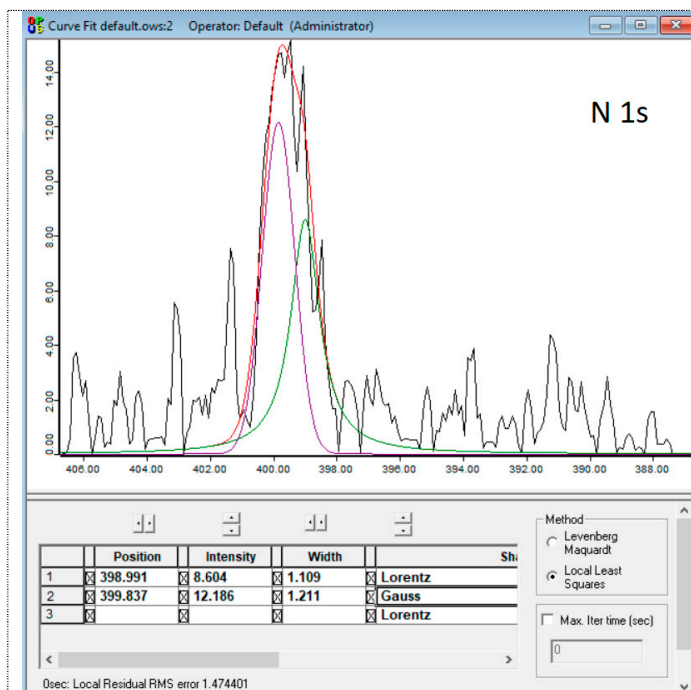 Curve Fit default.ows:2 Operator: Default (Administrator)
N 1s
14.00
12.00
10.00
8.00
6.00
4.00
2.00
0.00
406.00 404.00 402.00 400.00 398.00 396.00 394.00 392.00 390.00 388.00
Position Intensity Width Sha
1 398.991 8.604 1.109 Lorentz
2 399.837 12.186 1.211 Gauss
3 Lorentz
Method
Levenberg
Maquardt
Local Least
Squares
Max. Iter time (sec)
0
0sec: Local Residual RMS error 1.474401